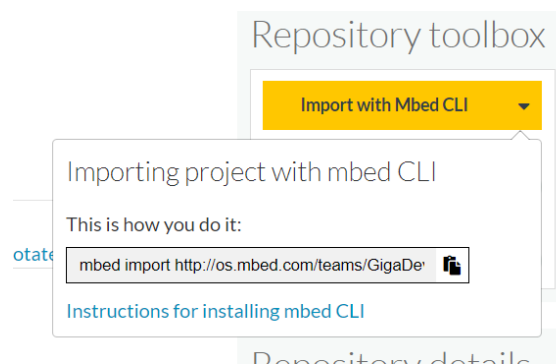 Repository toolbox
Import with Mbed CLI
Importing project with mbed CLI
This is how you do it:
otate
mbed import http://os.mbed.com/teams/GigaDe
Instructions for installing mbed CLI
Repository details